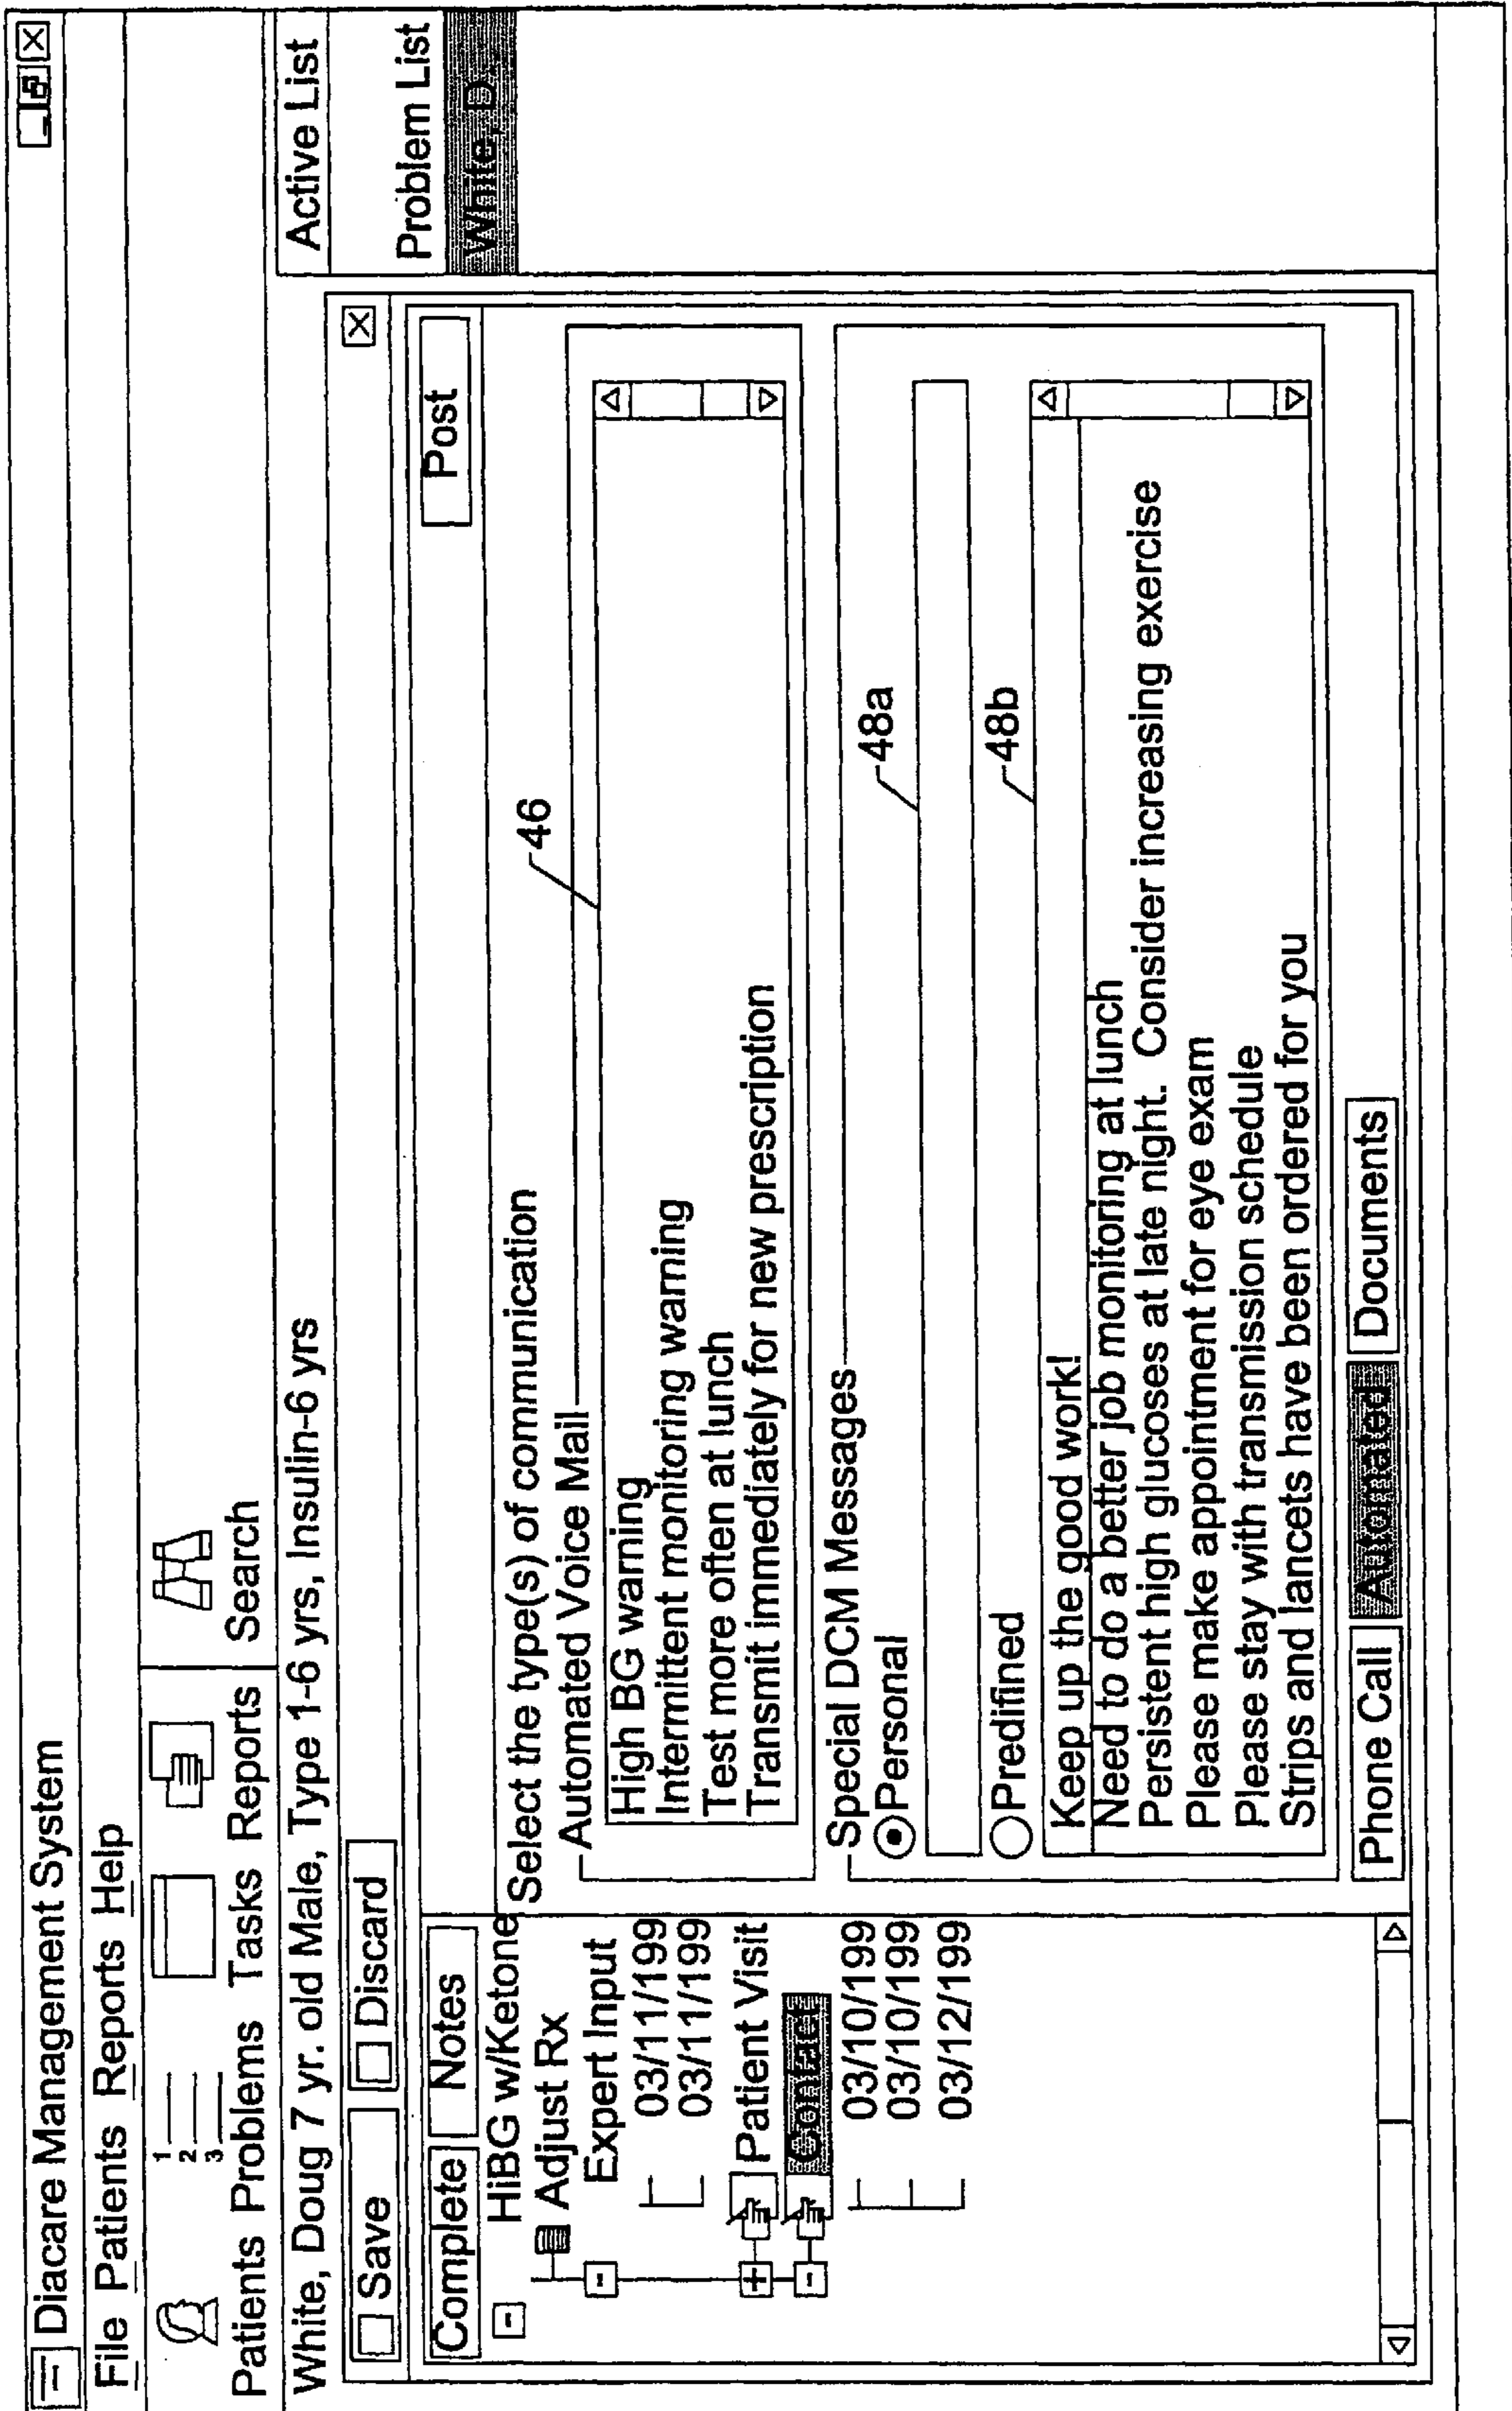 Diacare Management System
File Patients Reports Help
1
2
3
Patients Problems Tasks Reports Search
White, Doug 7 yr. old Male, Type 1-6 yrs, Insulin-6 yrs
Active List
Save Discard
Problem List
White, D.
Complete Notes
Post
HiBG w/Ketone
Adjust Rx
Expert Input
03/11/199
03/11/199
Patient Visit
Contact
03/10/199
03/10/199
03/12/199
Select the type(s) of communication
46
Automated Voice Mail
High BG warning
Intermittent monitoring warning
Test more often at lunch
Transmit immediately for new prescription
Special DCM Messages
48a
Personal
48b
Predifined
Keep up the good work!
Need to do a better job monitoring at lunch
Persistent high glucoses at late night. Consider increasing exercise
Please make appointment for eye exam
Please stay with transmission schedule
Strips and lancets have been ordered for you
Phone Call Automated Documents